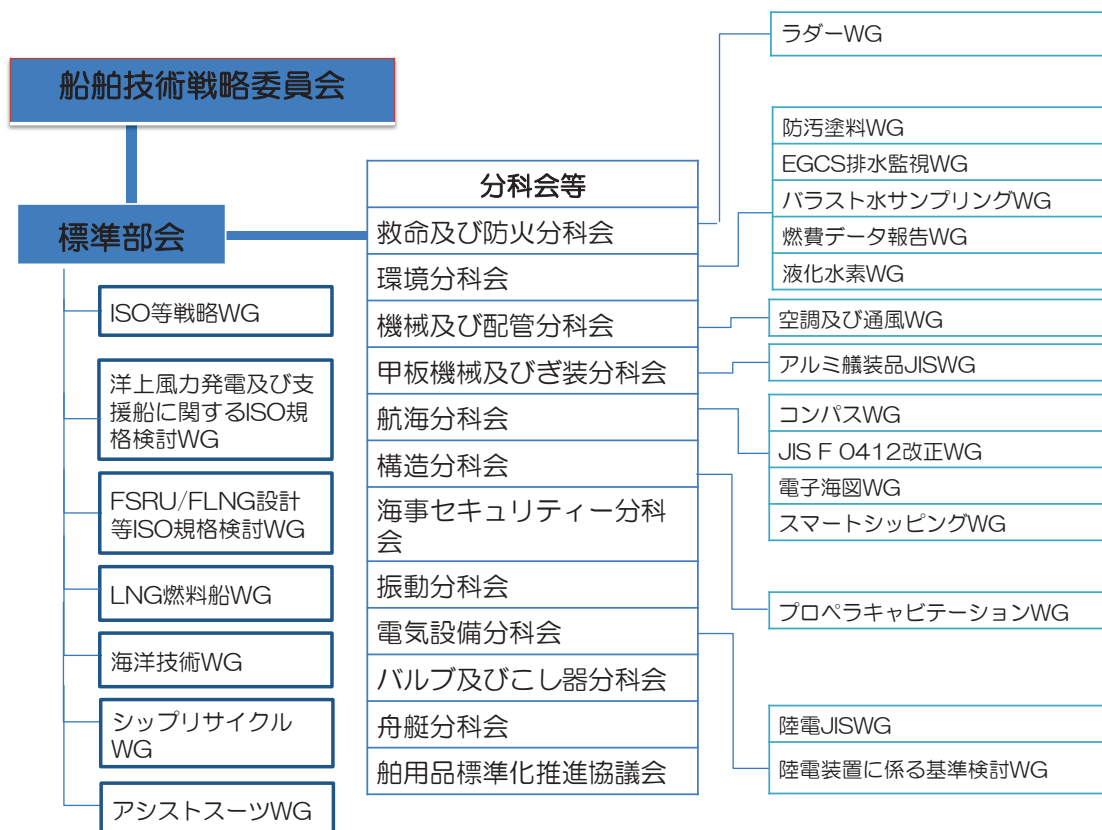 船舶技術戦略委員会
標準部会
ISO等戦略WG
洋上風力発電及び支
援船に関するISO規
格検討WG
FSRU/FLNG設計
等ISO規格検討WG
LNG燃料船WG
海洋技術WG
シップリサイクル
WG
アシストスーツWG
分科会等
救命及び防火分科会
環境分科会
機械及び配管分科会
甲板機械及びぎ装分科会
航海分科会
構造分科会
海事セキュリティー分科
会
振動分科会
電気設備分科会
バルブ及びこし器分科会
舟艇分科会
舶用品標準化推進協議会
ラダーWG
防汚塗料WG
EGCS排水監視WG
バラスト水サンプリングWG
燃費データ報告WG
液化水素WG
空調及び通風WG
アルミ艤装品JISWG
コンパスWG
JIS F 0412改正WG
電子海図WG
スマートシッピングWG
プロペラキャビテーションWG
陸電JISWG
陸電装置に係る基準検討WG